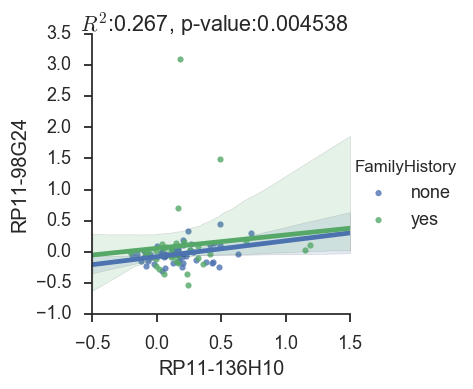 R²:0.267, p-value:0.004538
3.5
3.0
2.5
2.0
1.5
1.0
0.5
0.0
−0.5
−1.0
RP11-98G24
−0.5 0.0 0.5 1.0 1.5
RP11-136H10
FamilyHistory
none
yes